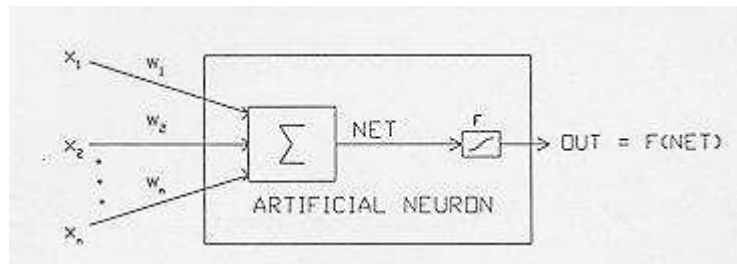 X₁
W₁
F
W₂
NET
OUT = F(NET)
X₂
Σ
Wₙ
ARTIFICIAL NEURON
Xₙ